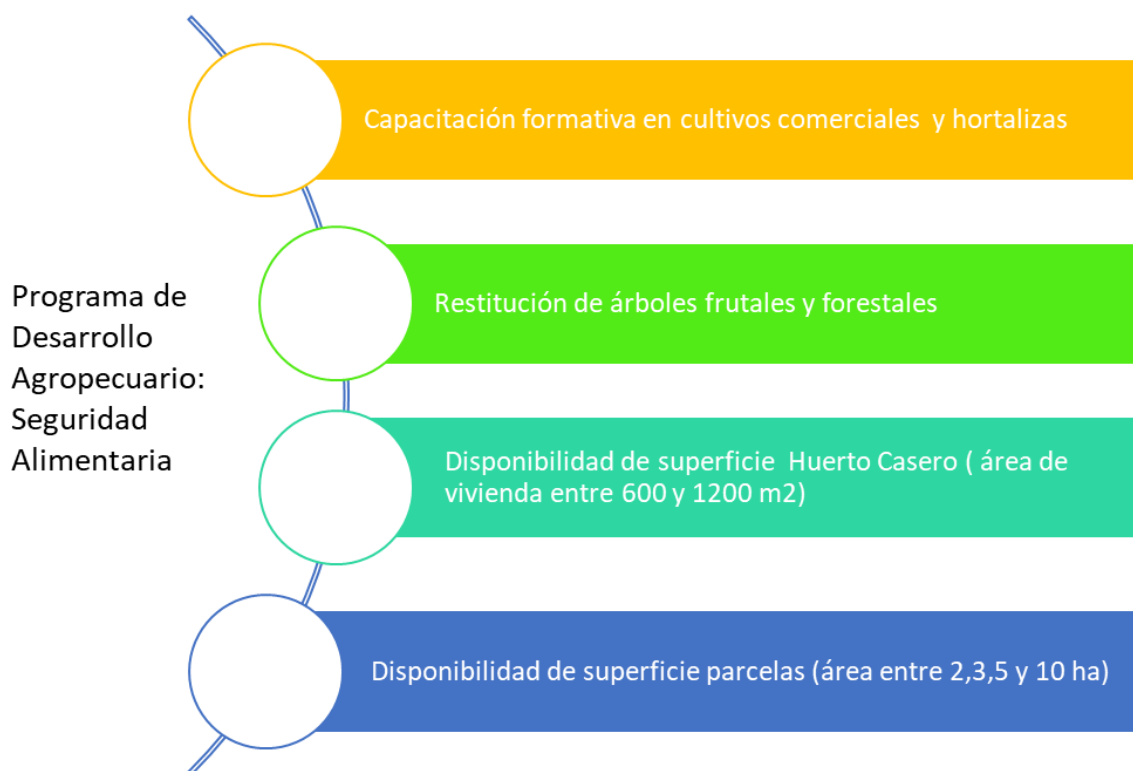 Capacitación formativa en cultivos comerciales y hortalizas
Restitución de árboles frutales y forestales
Programa de
Desarrollo
Agropecuario:
Seguridad
Alimentaria
Disponibilidad de superficie Huerto Casero ( área de
vivienda entre 600 y 1200 m2)
Disponibilidad de superficie parcelas (área entre 2,3,5 y 10 ha)